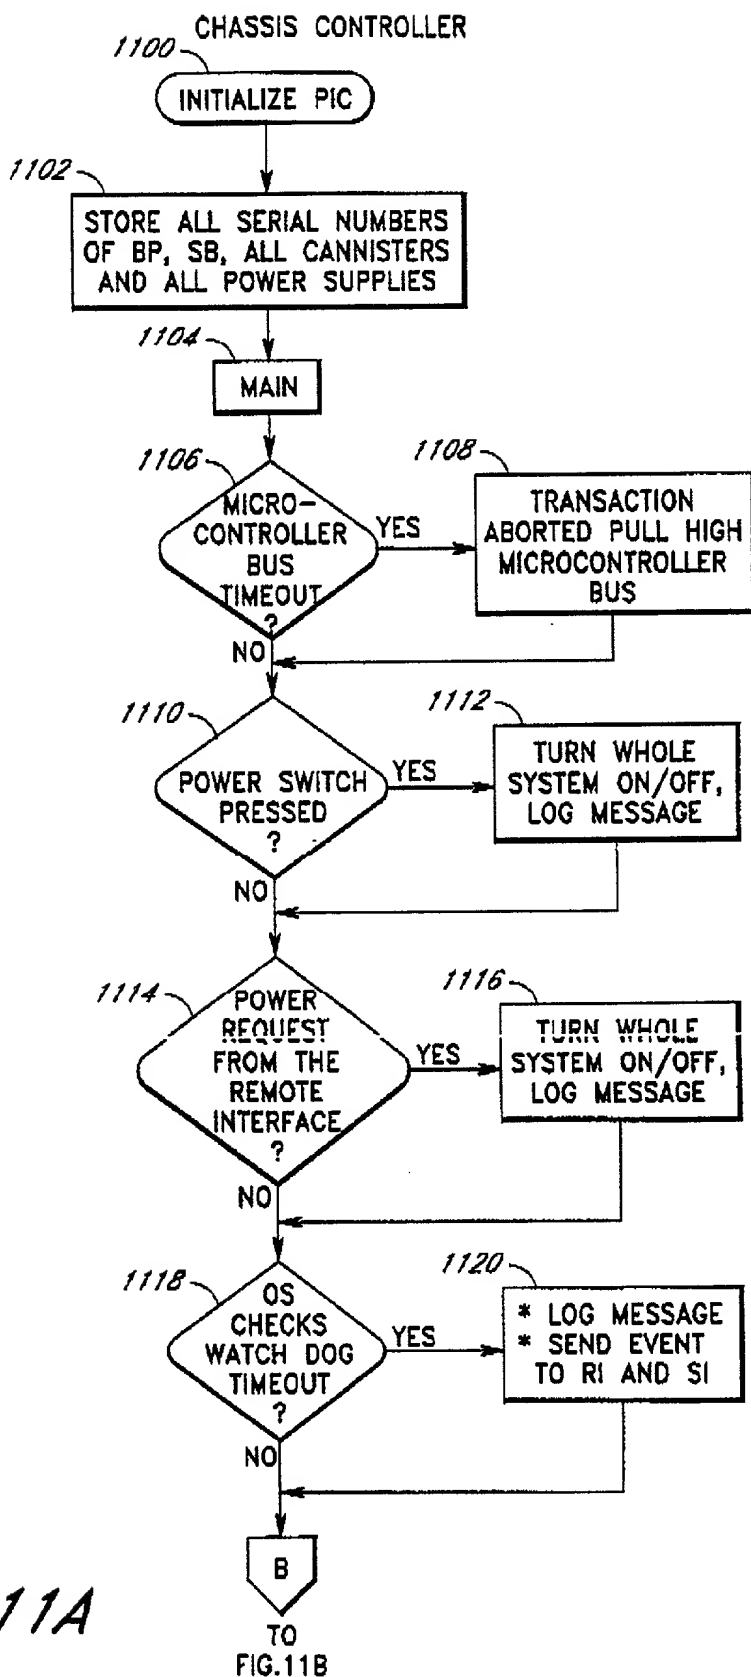 CHASSIS CONTROLLER
1100
INITIALIZE PIC
1102
STORE ALL SERIAL NUMBERS
OF BP, SB, ALL CANNISTERS
AND ALL POWER SUPPLIES
1104
MAIN
1106
MICRO-
CONTROLLER
BUS
TIMEOUT
?
YES
1108
TRANSACTION
ABORTED PULL HIGH
MICROCONTROLLER
BUS
NO
1110
POWER SWITCH
PRESSED
?
YES
1112
TURN WHOLE
SYSTEM ON/OFF,
LOG MESSAGE
NO
1114
POWER
REQUEST
FROM THE
REMOTE
INTERFACE
?
YES
1116
TURN WHOLE
SYSTEM ON/OFF,
LOG MESSAGE
NO
1118
OS
CHECKS
WATCH DOG
TIMEOUT
?
YES
1120
* LOG MESSAGE
* SEND EVENT
TO RI AND SI
NO
B
TO
FIG.11B
11A